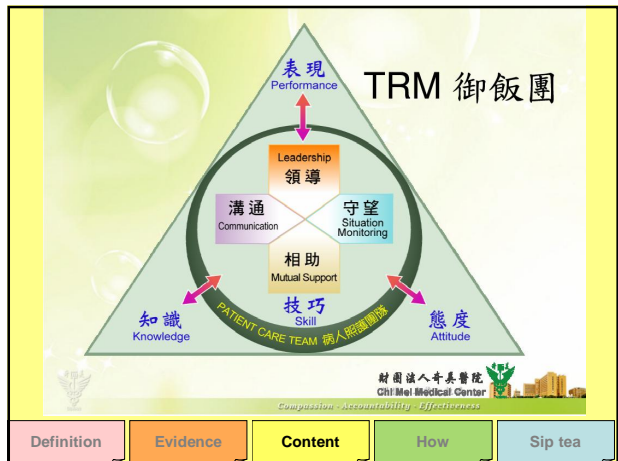 TRM 御飯團
表現
Performance
Leadership
領導
溝通
Communication
守望
Situation
Monitoring
相助
Mutual Support
技巧
Skill
知識
Knowledge
態度
Attitude
PATIENT CARE TEAM 病人照護團隊
財團法人奇美醫院
Chi Mei Medical Center
Compassion - Accountability - Effectiveness
Definition
Evidence
Content
How
Sip tea